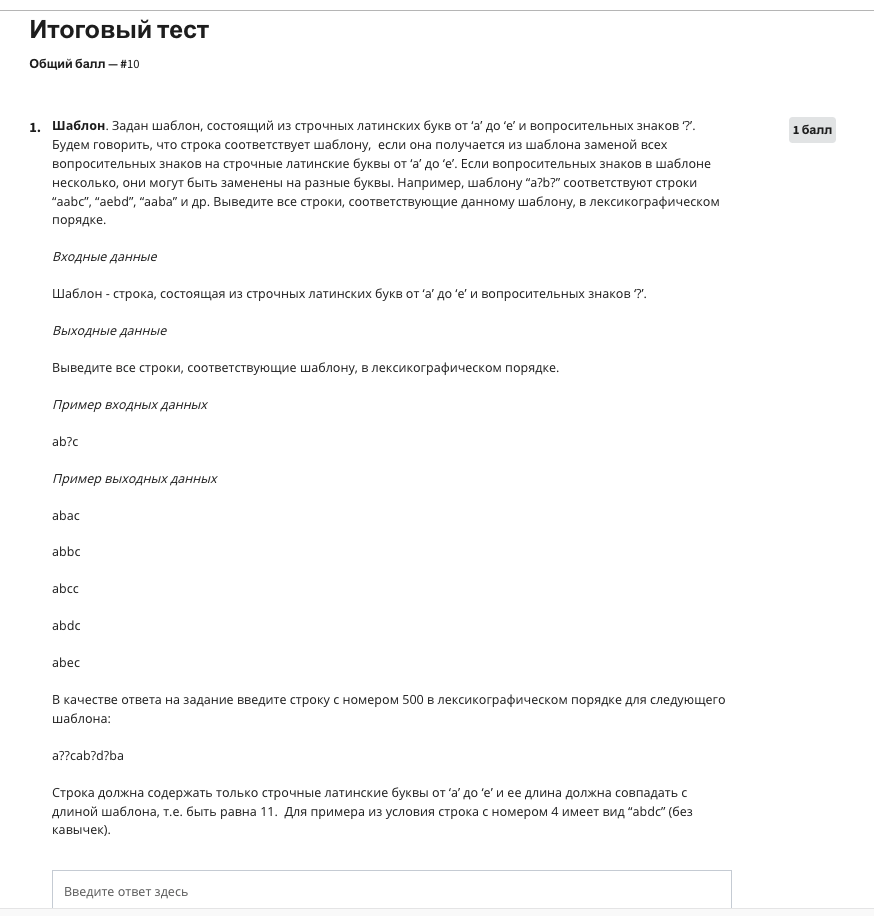 Итоговый тест
Общий балл — #10
1. Шаблон. Задан шаблон, состоящий из строчных латинских букв от ‘a’ до ‘e’ и вопросительных знаков ‘?’.
1 балл
Будем говорить, что строка соответствует шаблону,  если она получается из шаблона заменой всех
вопросительных знаков на строчные латинские буквы от ‘a’ до ‘e’. Если вопросительных знаков в шаблоне
несколько, они могут быть заменены на разные буквы. Например, шаблону “a?b?” соответствуют строки
“aabc”, “aebd”, “aaba” и др. Выведите все строки, соответствующие данному шаблону, в лексикографическом
порядке.
Входные данные
Шаблон - строка, состоящая из строчных латинских букв от ‘a’ до ‘e’ и вопросительных знаков ‘?’.
Выходные данные
Выведите все строки, соответствующие шаблону, в лексикографическом порядке.
Пример входных данных
ab?c
Пример выходных данных
abac
abbc
abcc
abdc
abec
В качестве ответа на задание введите строку с номером 500 в лексикографическом порядке для следующего
шаблона:
a??cab?d?ba
Строка должна содержать только строчные латинские буквы от ‘a’ до ‘e’ и ее длина должна совпадать с
длиной шаблона, т.е. быть равна 11.  Для примера из условия строка с номером 4 имеет вид “abdc” (без
кавычек).
Введите ответ здесь